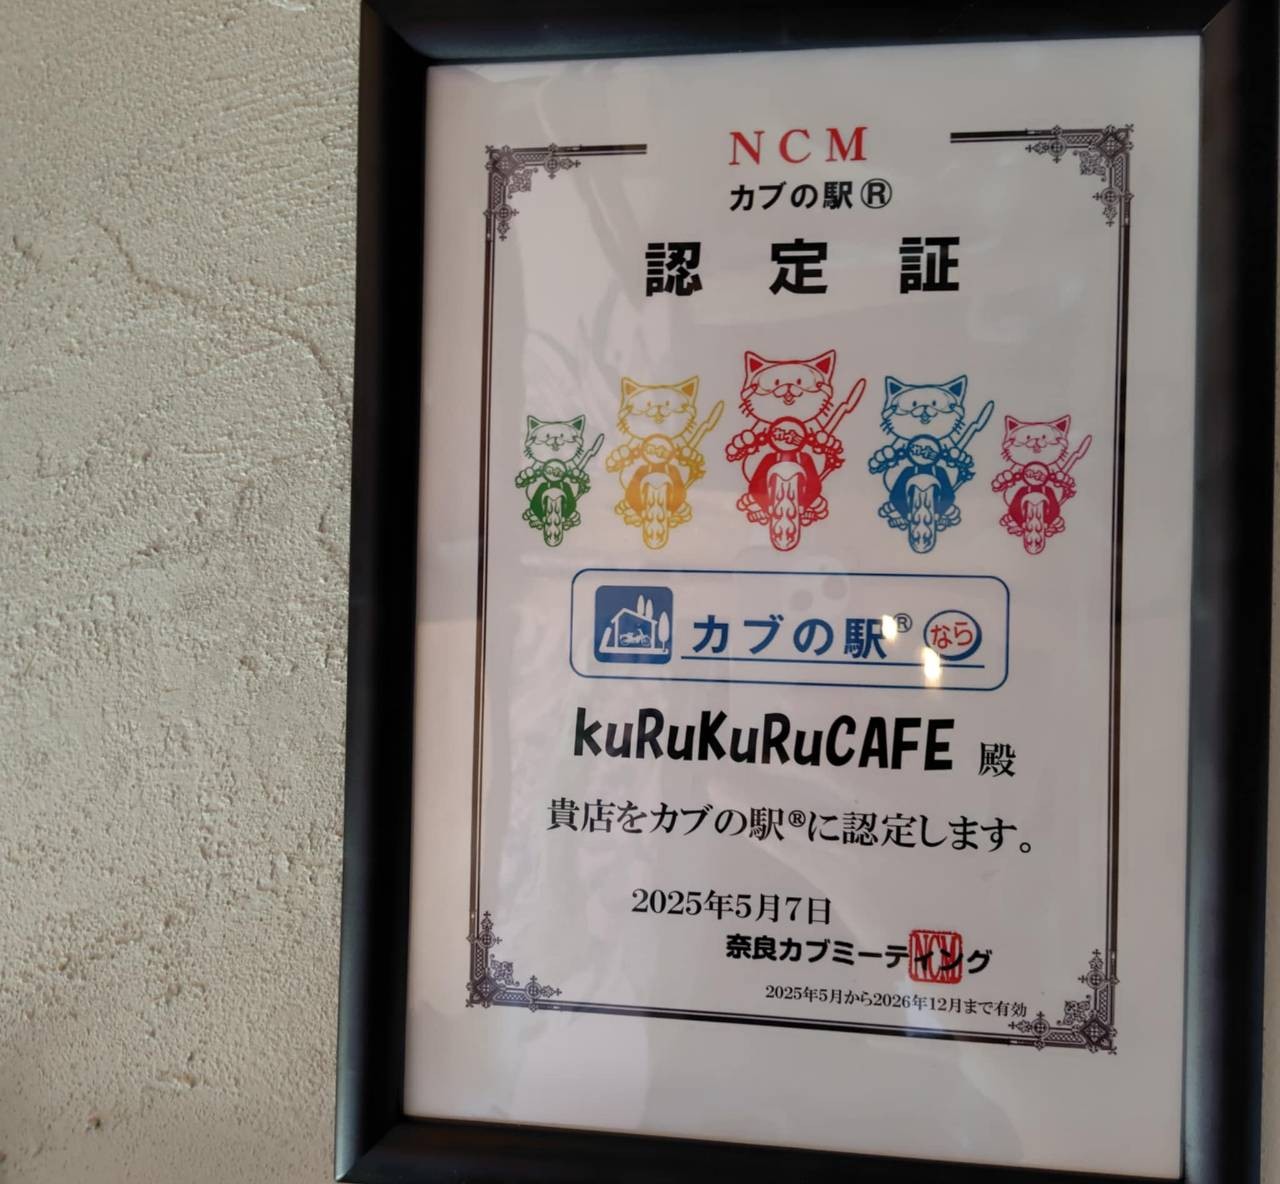 NCM
カブの駅Ⓡ
認定証
カブの駅® なら
kuRuKuRuCAFE 殿
貴店をカブの駅®に認定します。
2025年5月7日
奈良カブミーティング
NCM
2025年5月から2026年12月まで有効